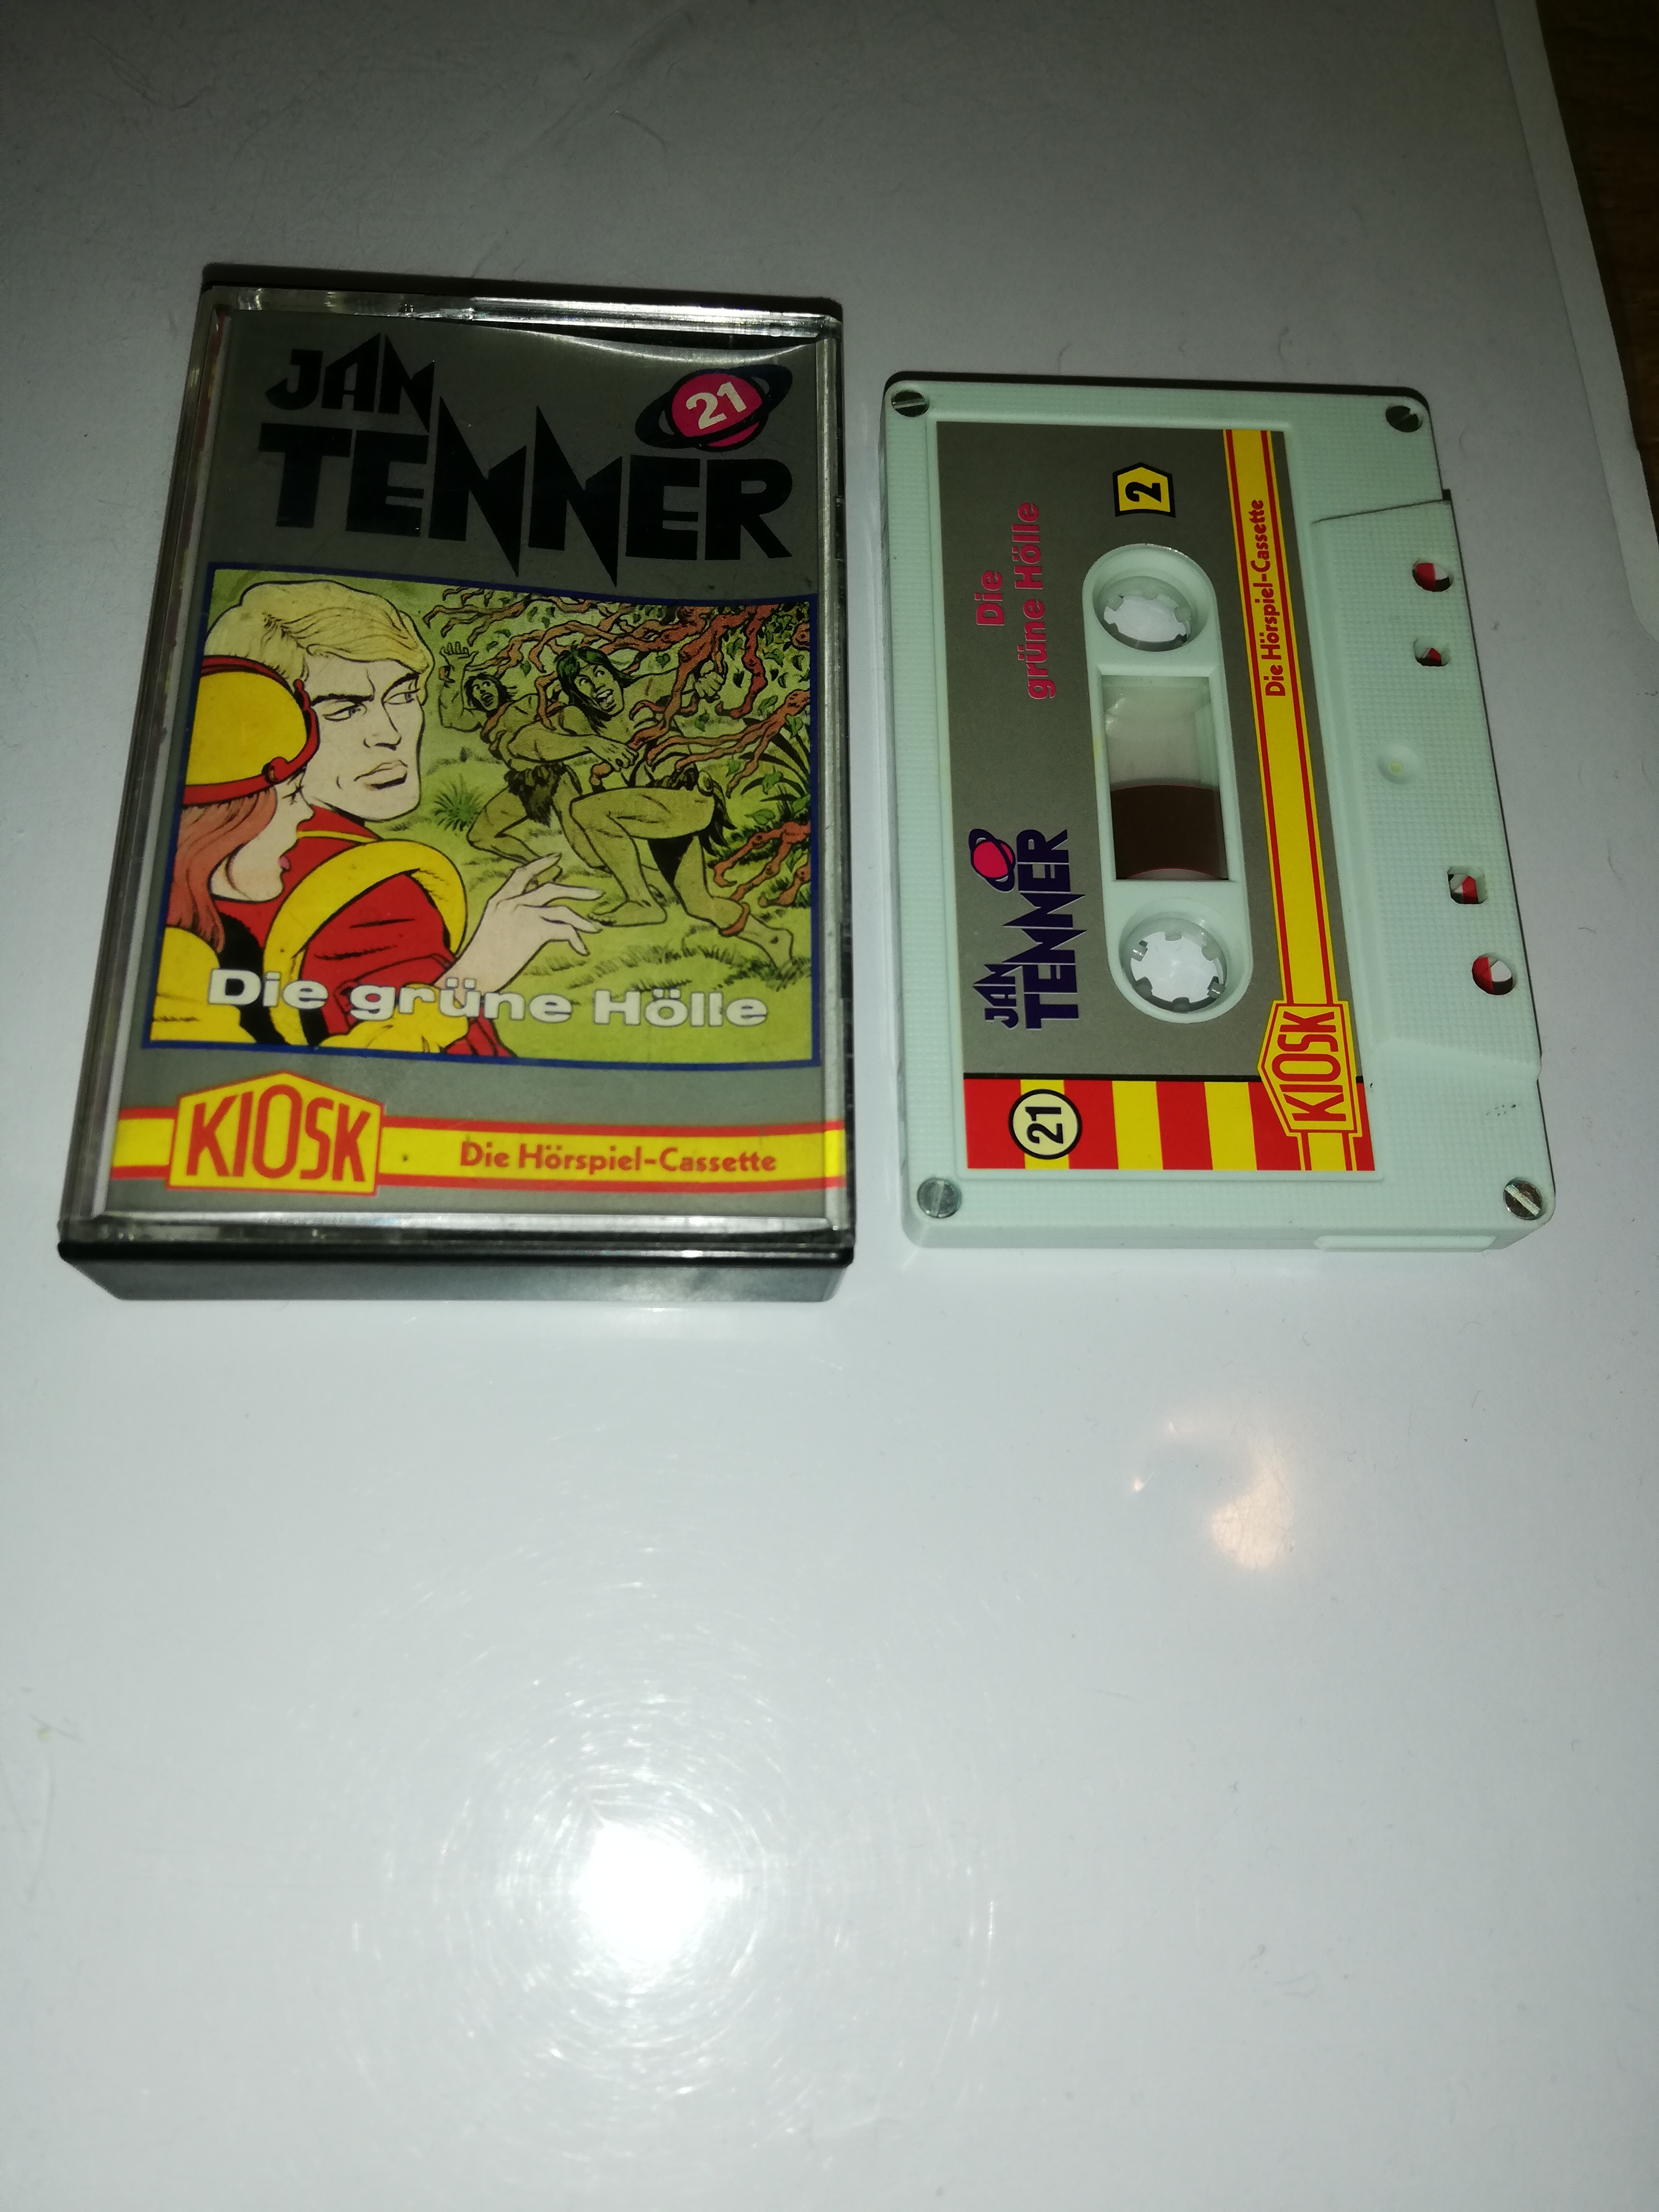 JAN
TENNER
21
Die grüne Hölle
KIOSK
Die Hörspiel-Cassette
Die
grüne Hölle
2
JAN
TENNER
21
Die Hörspiel-Cassette
KIOSK